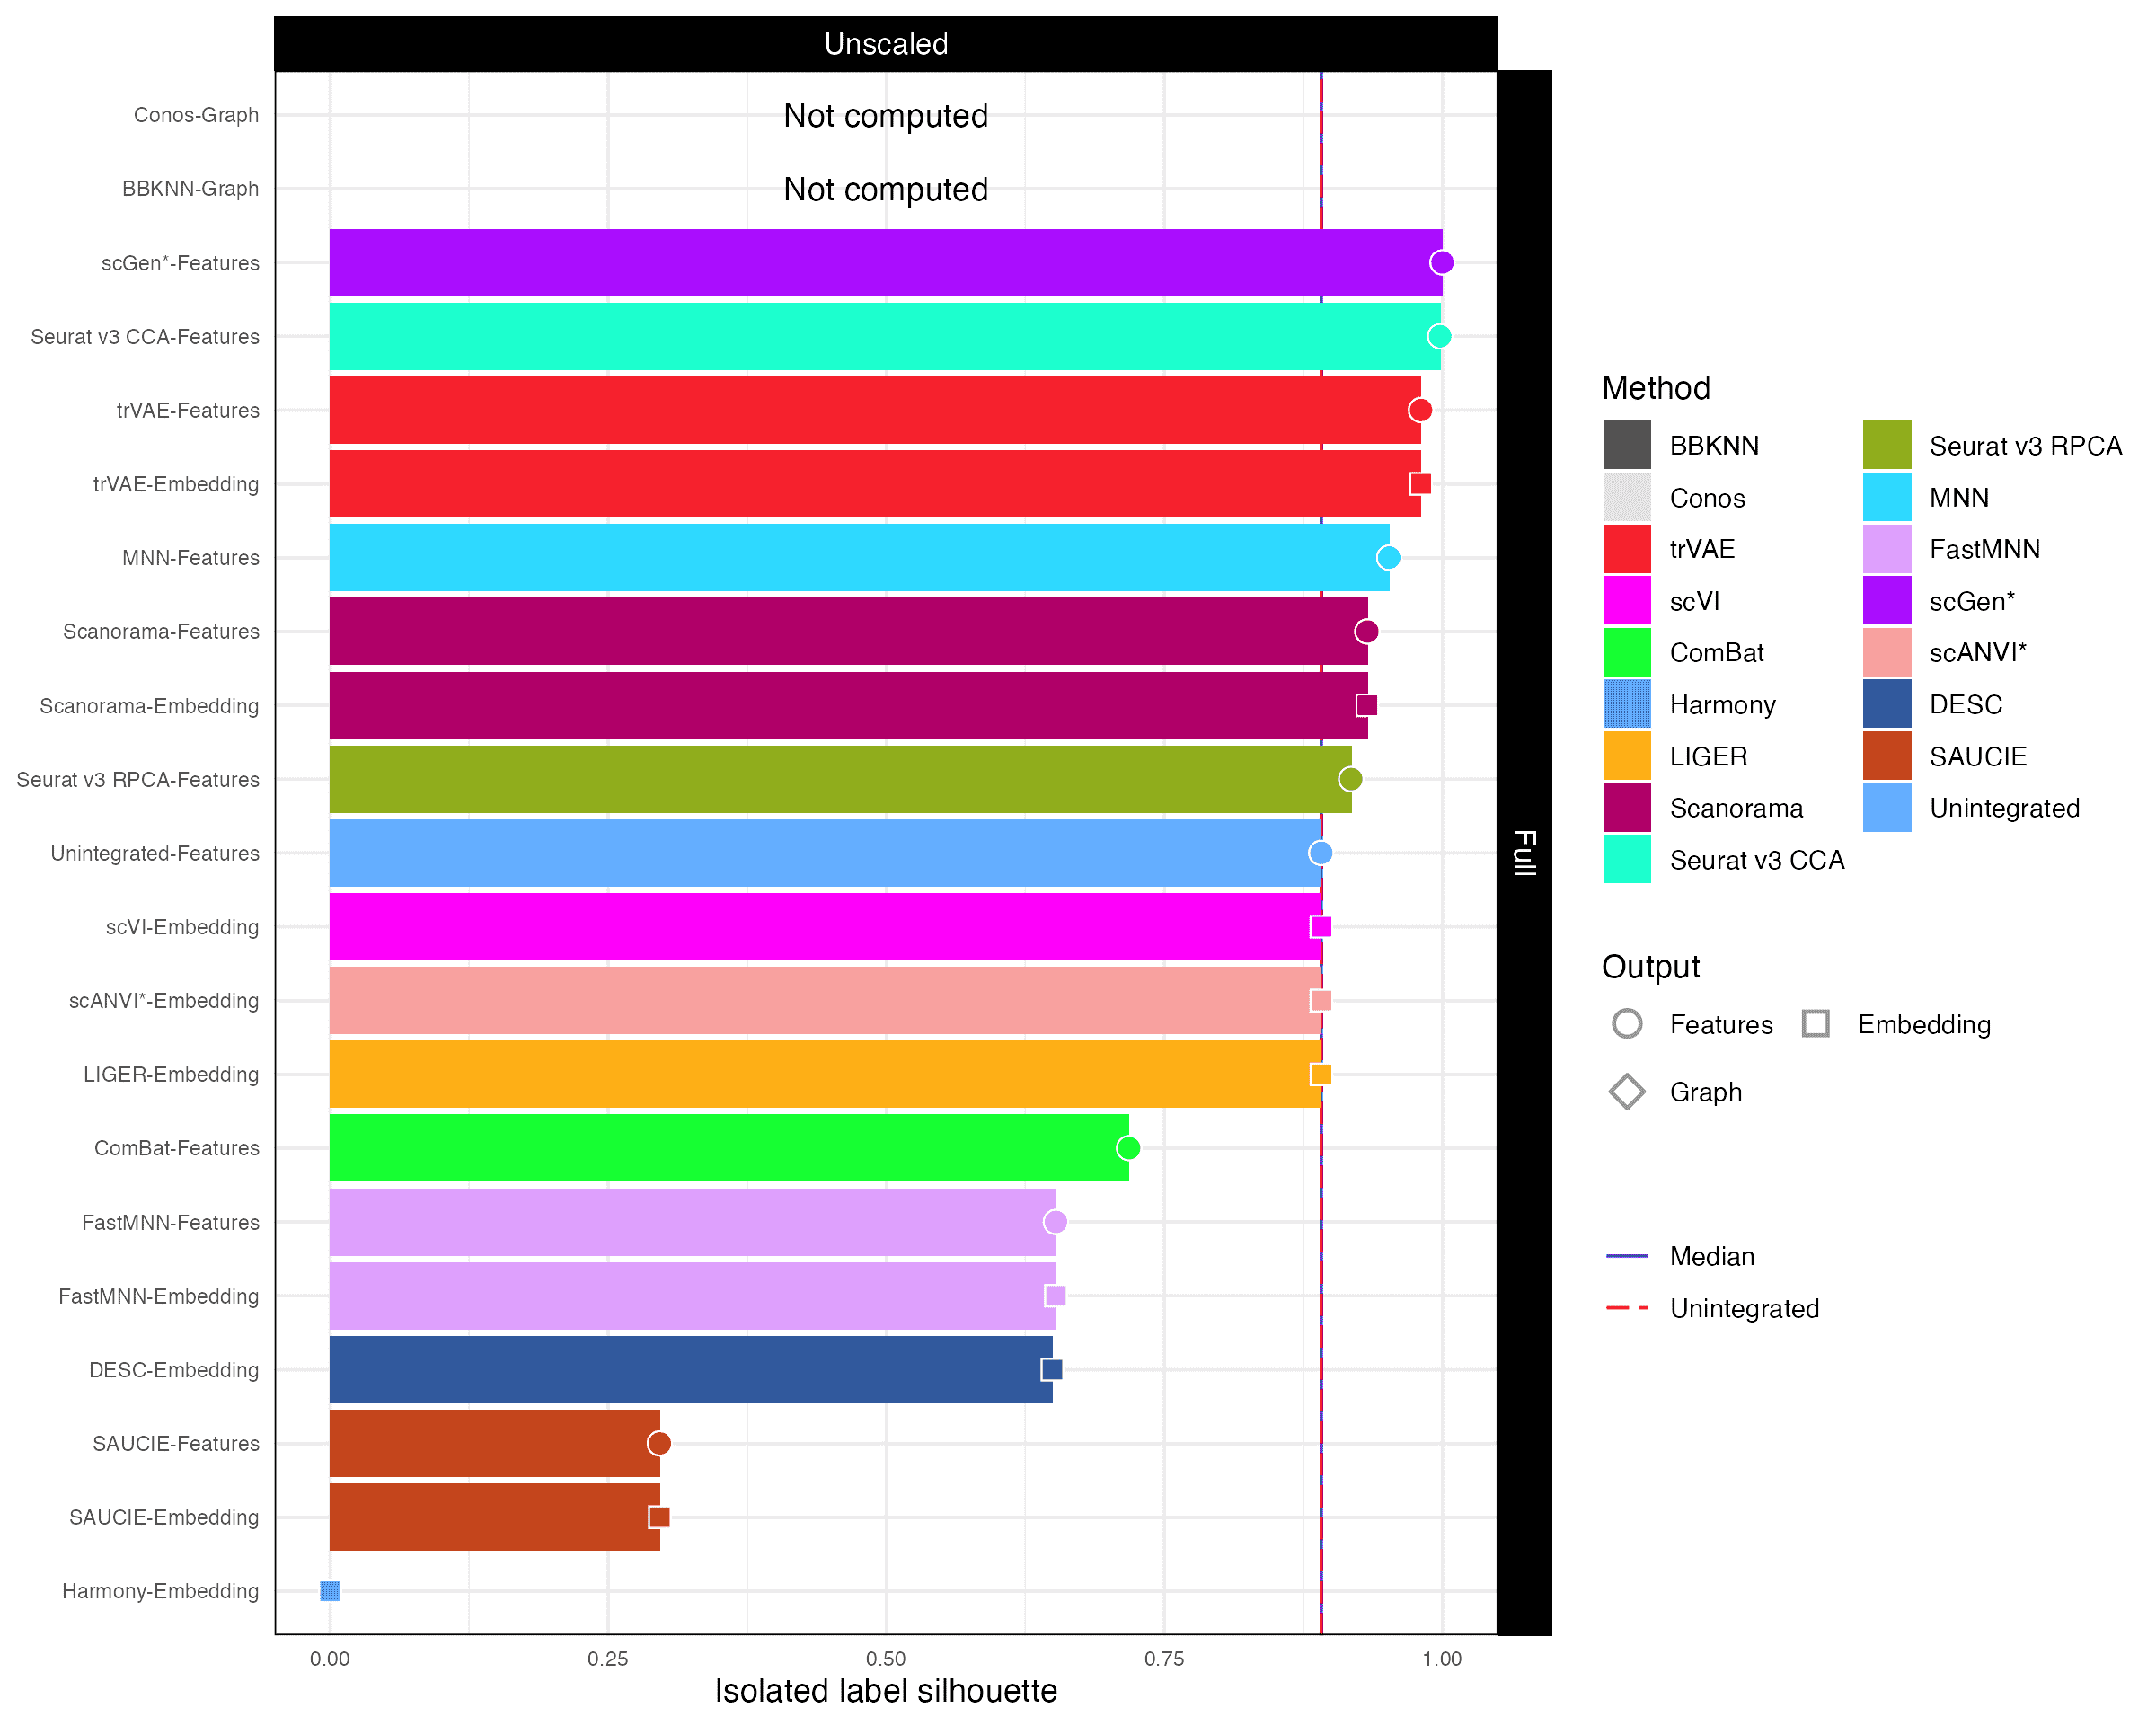 Unscaled
Conos-Graph
Not computed
BBKNN-Graph
Not computed
scGen*-Features
Seurat v3 CCA-Features
trVAE-Features
trVAE-Embedding
MNN-Features
Scanorama-Features
Scanorama-Embedding
Seurat v3 RPCA-Features
Unintegrated-Features
scVI-Embedding
scANVI*-Embedding
LIGER-Embedding
ComBat-Features
FastMNN-Features
FastMNN-Embedding
DESC-Embedding
SAUCIE-Features
SAUCIE-Embedding
Harmony-Embedding
0.00 0.25 0.50 0.75 1.00
Isolated label silhouette
Full
Method
BBKNN
Conos
trVAE
scVI
ComBat
Harmony
LIGER
Scanorama
Seurat v3 CCA
Seurat v3 RPCA
MNN
FastMNN
scGen*
scANVI*
DESC
SAUCIE
Unintegrated
Output
Features
Embedding
Graph
Median
Unintegrated